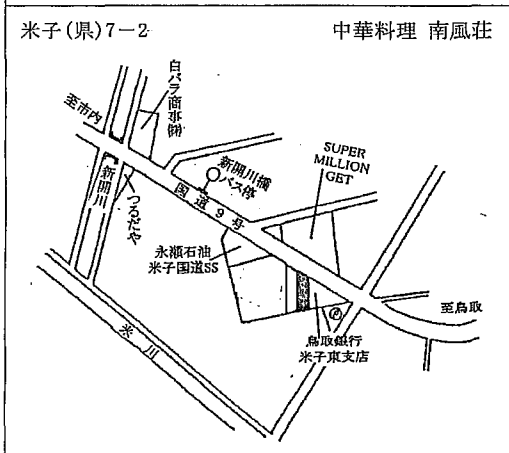 米子(県)7-2
中華料理 南風荘
白バラ商事㈱
至市内
SUPER
MILLION
GET
新開川橋
バス停
新開川
つるだや
国道9号
永瀬石油
米子国道SS
至鳥取
鳥取銀行
米子東支店
米川